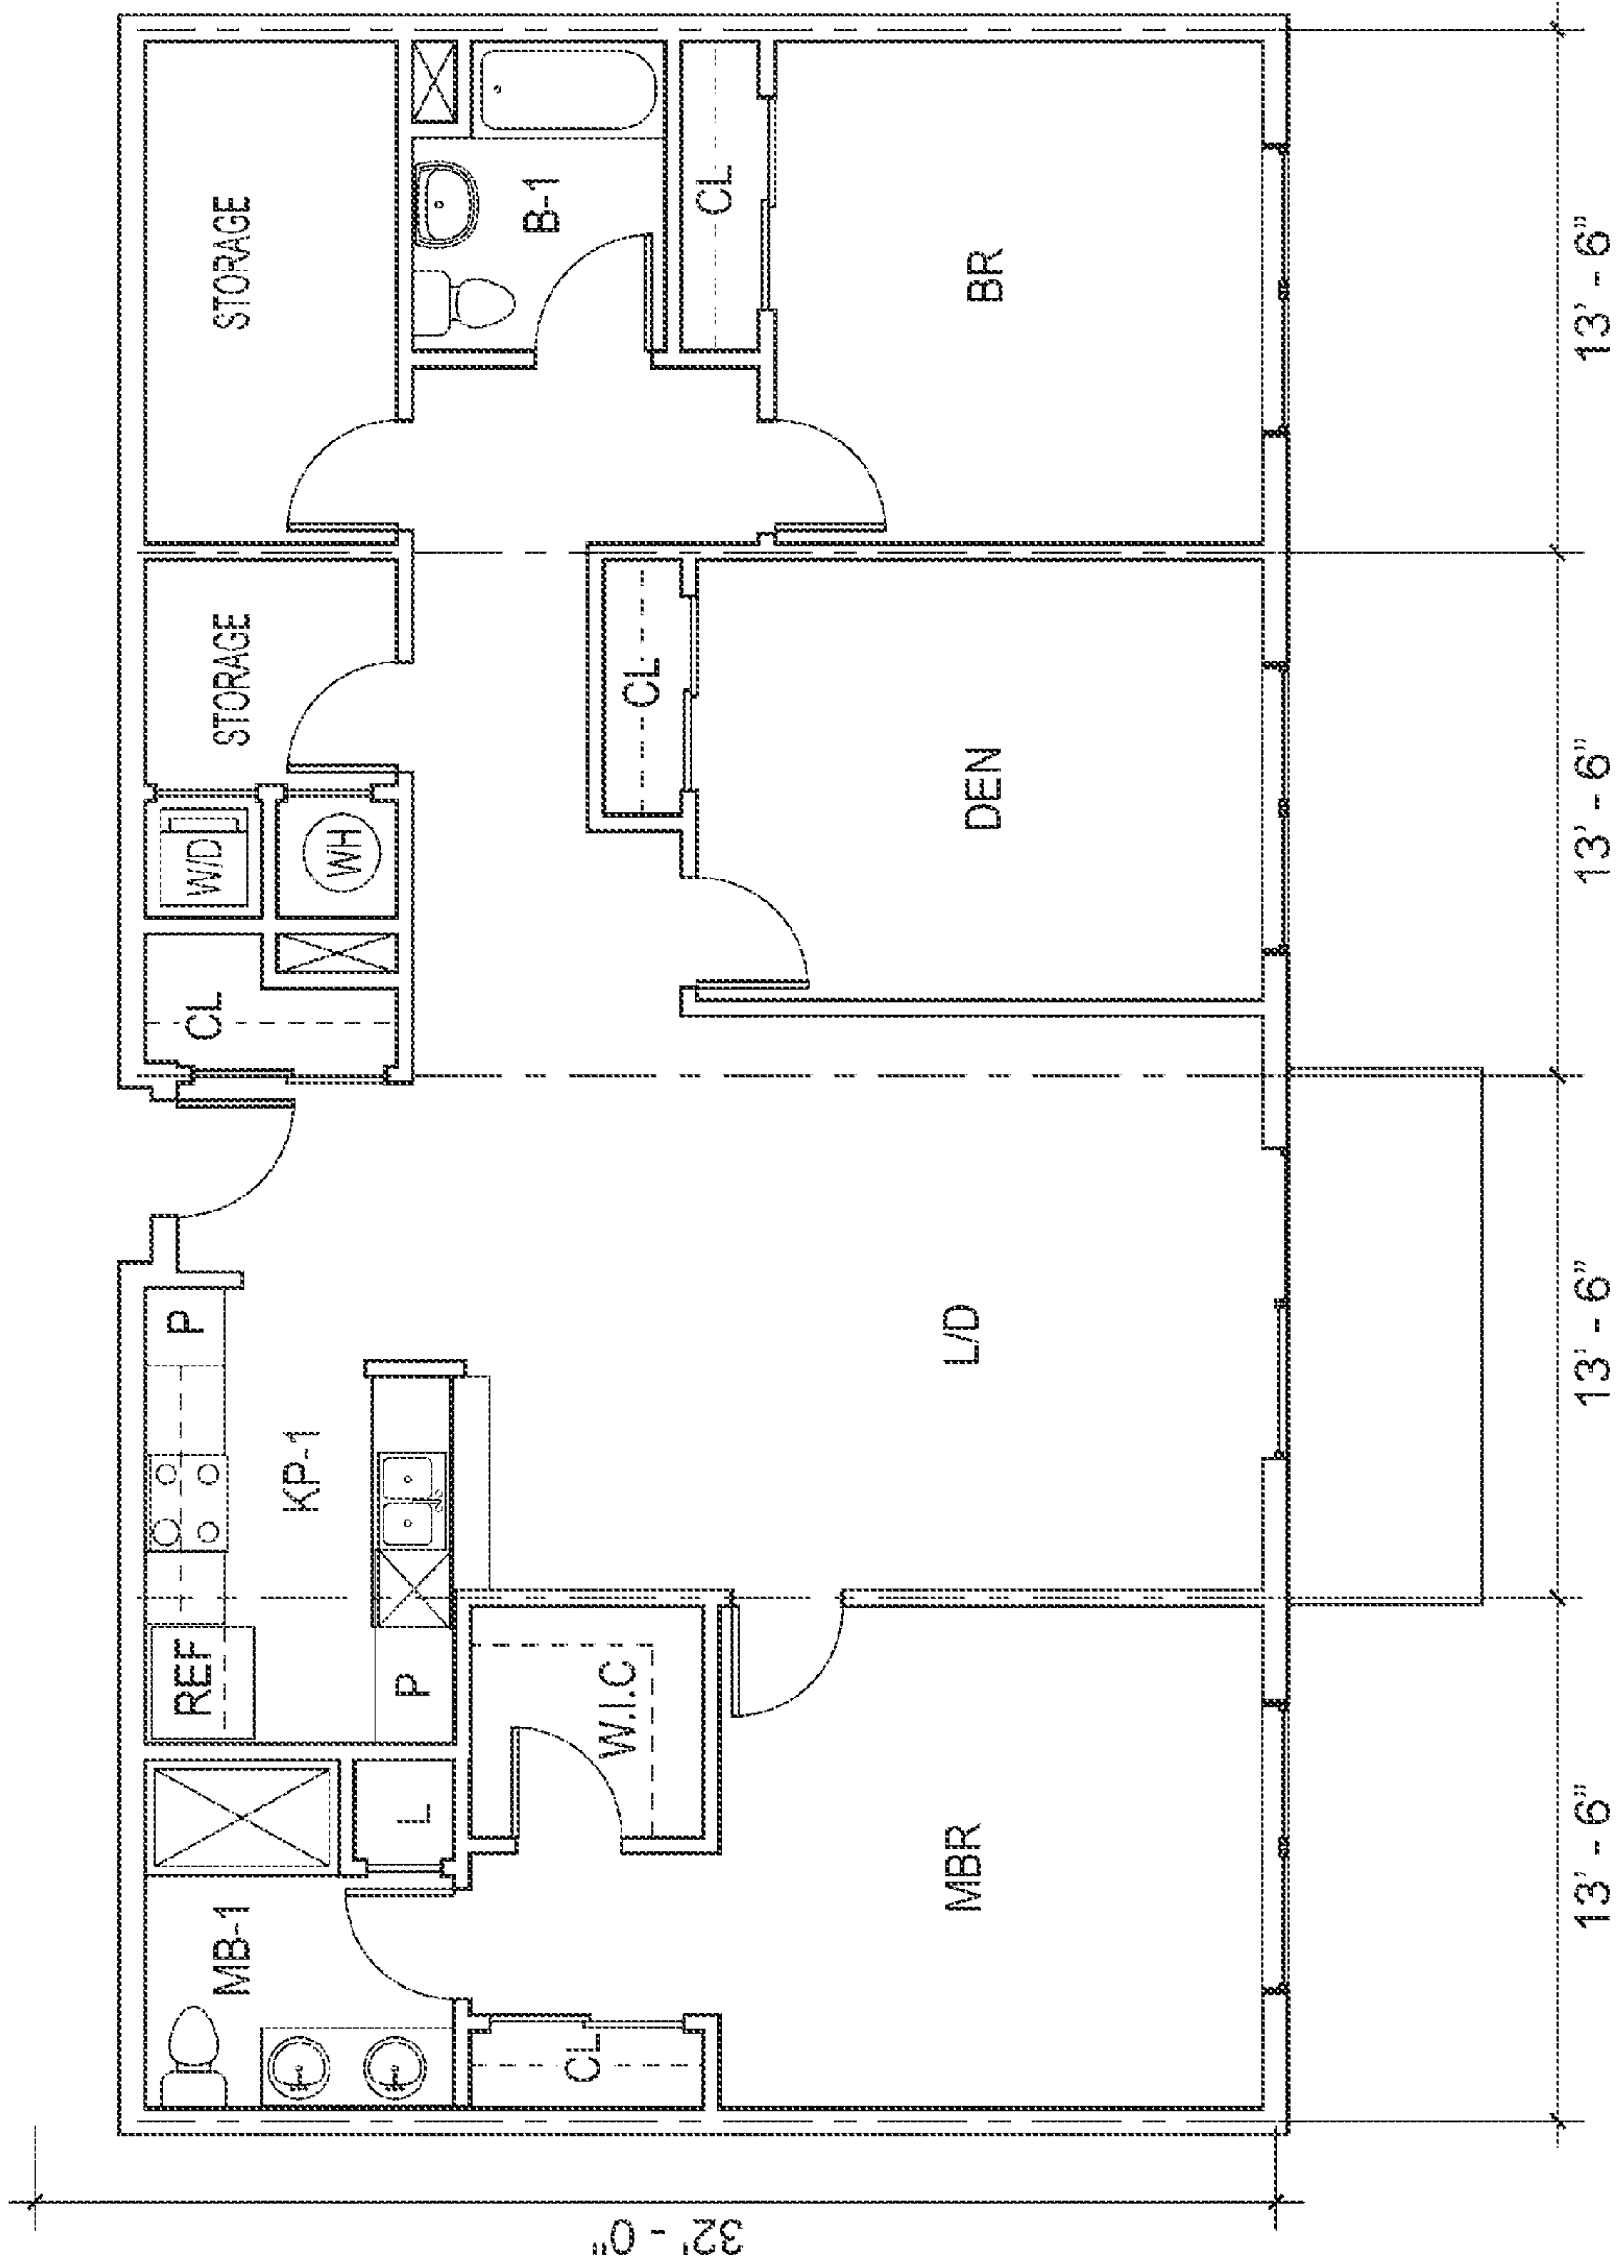 STORAGE
B-1
CL
BR
13' - 6"
STORAGE
W/D
WH
CL
CL
DEN
13' - 6"
P
KP-1
L/D
13' - 6"
REF
P
W.I.C
L
MB-1
CL
MBR
13' - 6"
32' - 0"